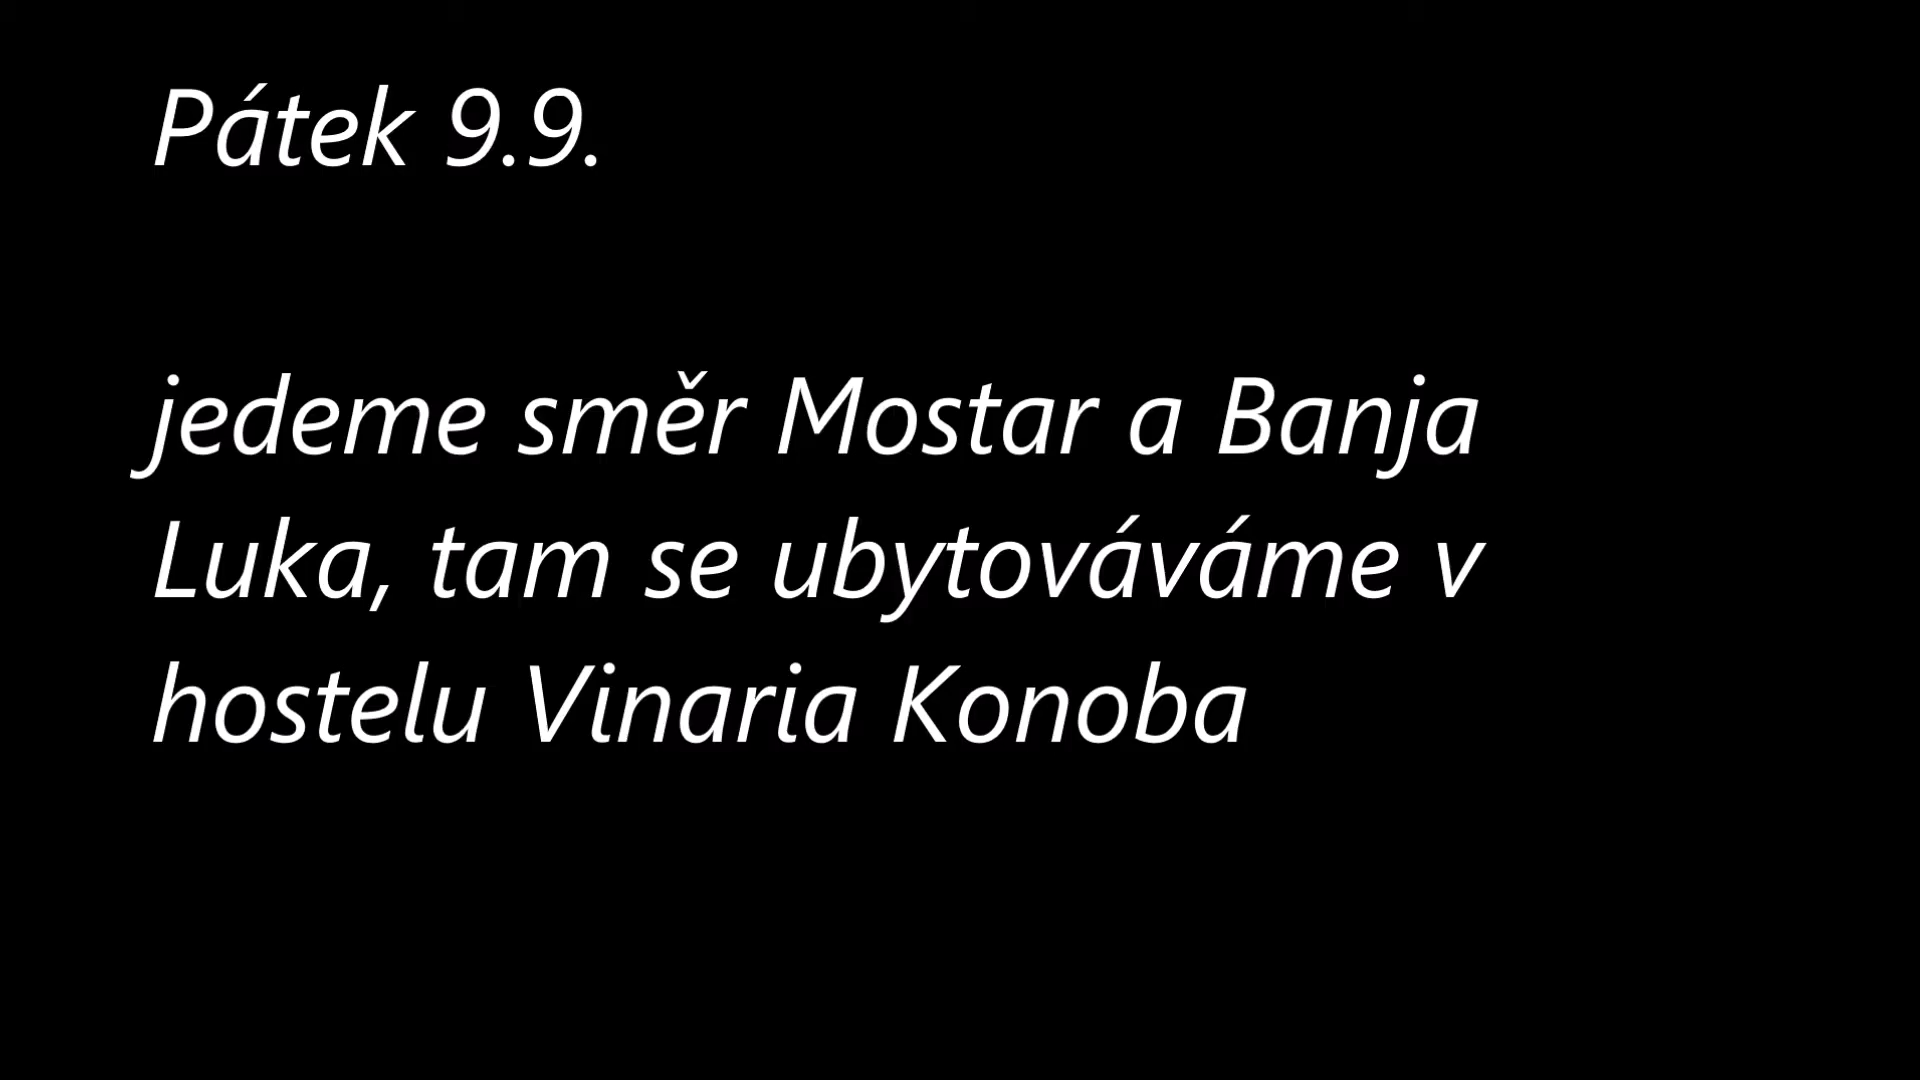 Pátek 9.9.
jedeme směr Mostar a Banja
Luka, tam se ubytováváme v
hostelu Vinaria Konoba